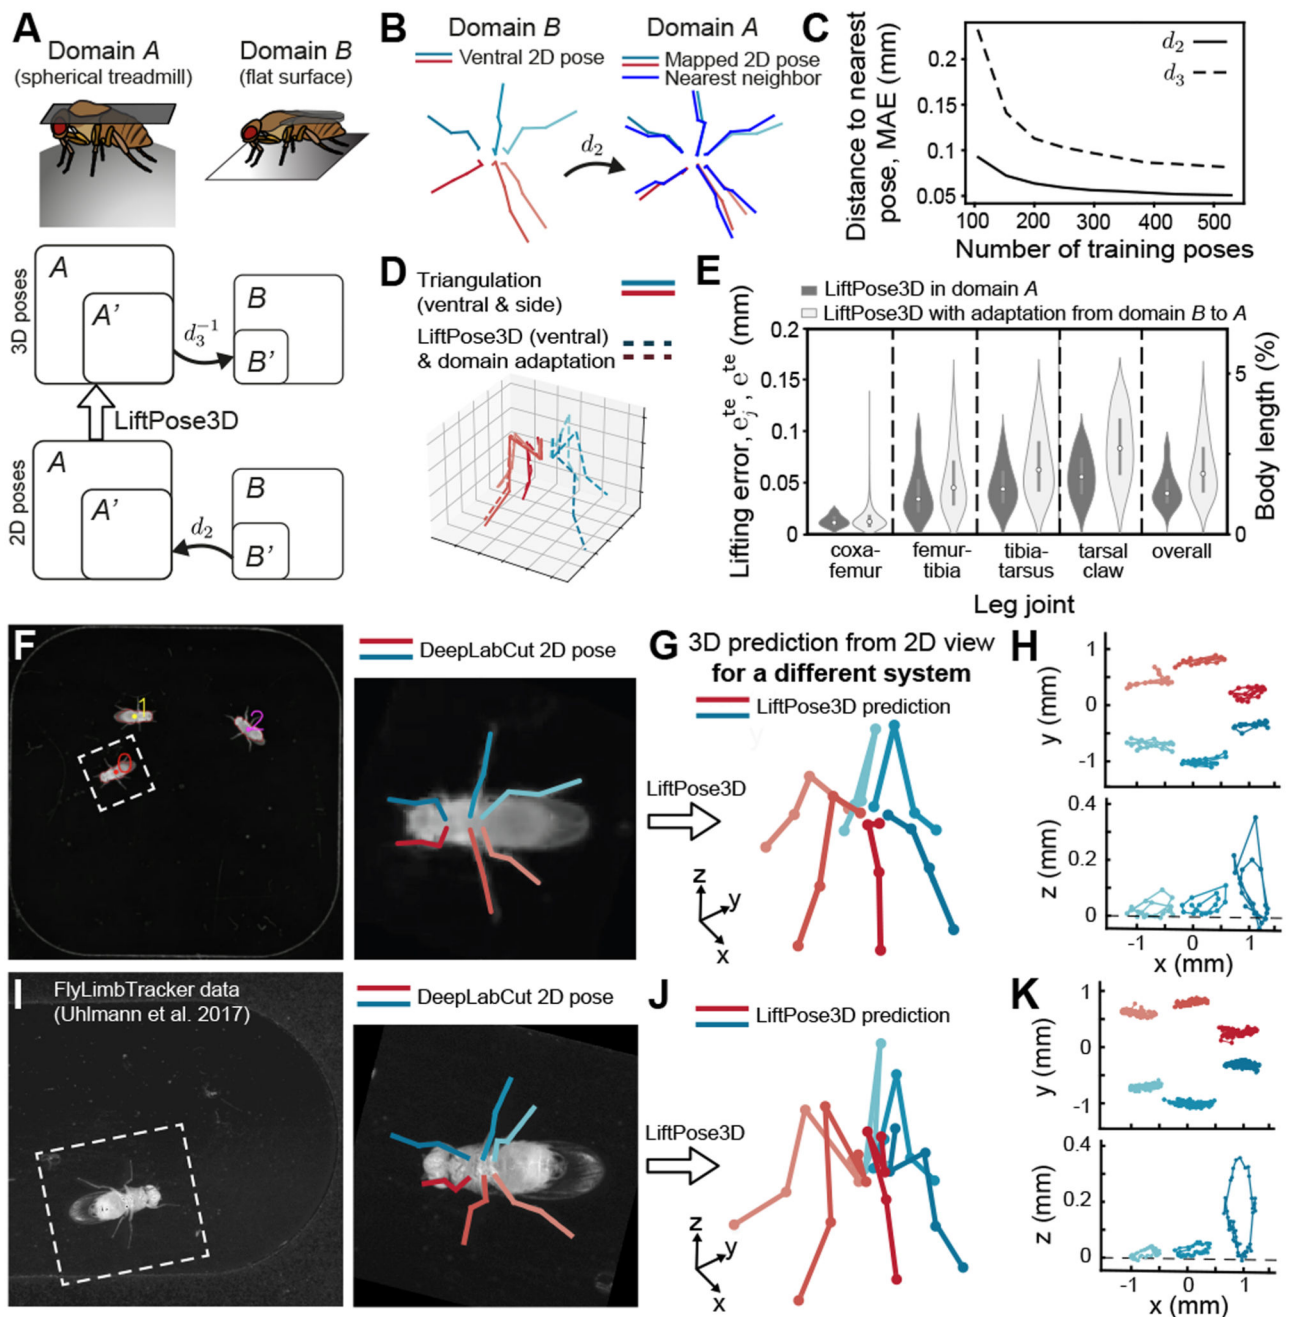 A
Domain A
(spherical treadmill)
Domain B
(flat surface)
3D poses
A
A'
d₃⁻¹
B
B'
LiftPose3D
2D poses
A
A'
d₂
B
B'
B
Domain B
Ventral 2D pose
d₂
Domain A
Mapped 2D pose
Nearest neighbor
C
Distance to nearest
pose, MAE (mm)
0.2
0.15
0.1
0.05
d₂
d₃
100 200 300 400 500
Number of training poses
D
Triangulation
(ventral & side)
LiftPose3D (ventral)
& domain adaptation
E
LiftPose3D in domain A
LiftPose3D with adaptation from domain B to A
Lifting error, eⱼᵗᵉ, eᵗᵉ (mm)
0.2
0.15
0.1
0.05
0
5
0
Body length (%)
coxa-
femur
femur-
tibia
tibia-
tarsus
tarsal
claw
overall
Leg joint
F
1
2
0
DeepLabCut 2D pose
G
3D prediction from 2D view
for a different system
LiftPose3D prediction
LiftPose3D
z
y
x
H
y (mm)
1
0
-1
z (mm)
0.4
0.2
0
-1 0 1
x (mm)
I
FlyLimbTracker data
(Uhlmann et al. 2017)
DeepLabCut 2D pose
J
LiftPose3D prediction
LiftPose3D
z
y
x
K
y (mm)
1
0
-1
z (mm)
0.4
0.2
0
-1 0 1
x (mm)